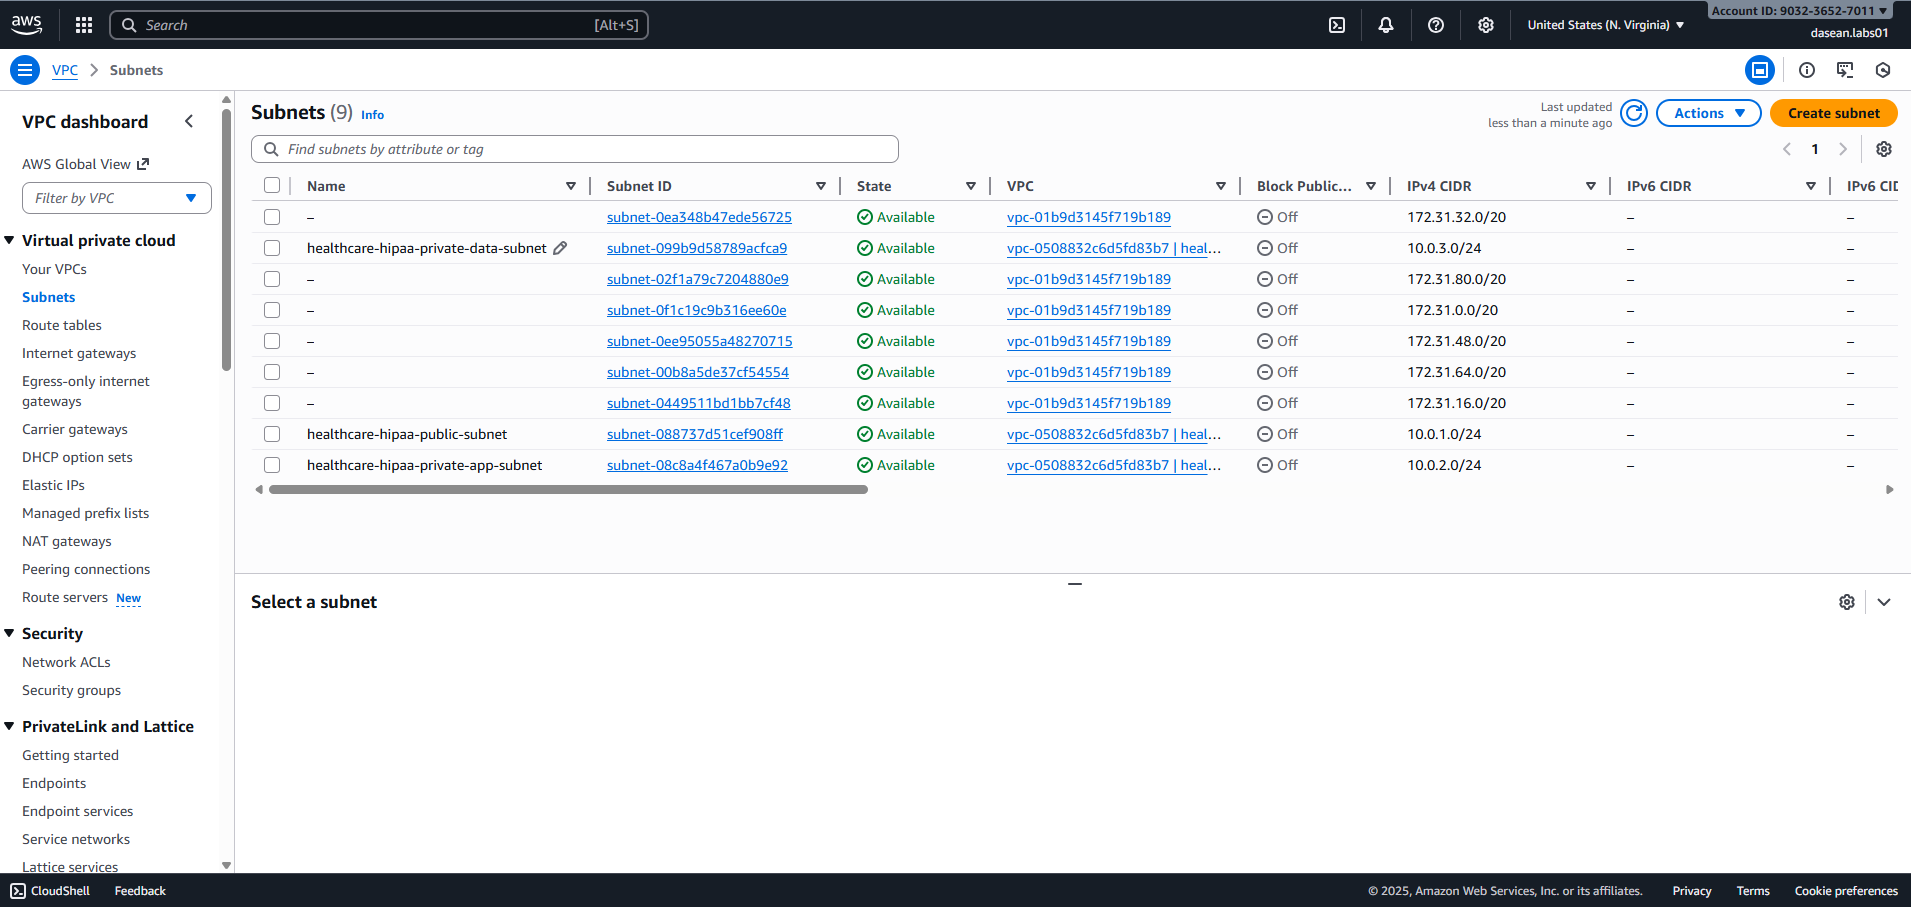 aws
Search [Alt+S]
United States (N. Virginia)
Account ID: 9032-3652-7011
dasean.labs01
VPC > Subnets
VPC dashboard
AWS Global View
Filter by VPC
Virtual private cloud
Your VPCs
Subnets
Route tables
Internet gateways
Egress-only internet
gateways
Carrier gateways
DHCP option sets
Elastic IPs
Managed prefix lists
NAT gateways
Peering connections
Route servers New
Security
Network ACLs
Security groups
PrivateLink and Lattice
Getting started
Endpoints
Endpoint services
Service networks
Lattice services
Subnets (9) Info
Last updated
less than a minute ago
Actions
Create subnet
Find subnets by attribute or tag
1
Name Subnet ID State VPC Block Public... IPv4 CIDR IPv6 CIDR IPv6 CID
– subnet-0ea348b47ede56725 Available vpc-01b9d3145f719b189 Off 172.31.32.0/20 – –
healthcare-hipaa-private-data-subnet subnet-099b9d58789acfca9 Available vpc-0508832c6d5fd83b7 | heal... Off 10.0.3.0/24 – –
– subnet-02f1a79c7204880e9 Available vpc-01b9d3145f719b189 Off 172.31.80.0/20 – –
– subnet-0f1c19c9b316ee60e Available vpc-01b9d3145f719b189 Off 172.31.0.0/20 – –
– subnet-0ee95055a48270715 Available vpc-01b9d3145f719b189 Off 172.31.48.0/20 – –
– subnet-00b8a5de37cf54554 Available vpc-01b9d3145f719b189 Off 172.31.64.0/20 – –
– subnet-0449511bd1bb7cf48 Available vpc-01b9d3145f719b189 Off 172.31.16.0/20 – –
healthcare-hipaa-public-subnet subnet-088737d51cef908ff Available vpc-0508832c6d5fd83b7 | heal... Off 10.0.1.0/24 – –
healthcare-hipaa-private-app-subnet subnet-08c8a4f467a0b9e92 Available vpc-0508832c6d5fd83b7 | heal... Off 10.0.2.0/24 – –
Select a subnet
CloudShell Feedback © 2025, Amazon Web Services, Inc. or its affiliates. Privacy Terms Cookie preferences